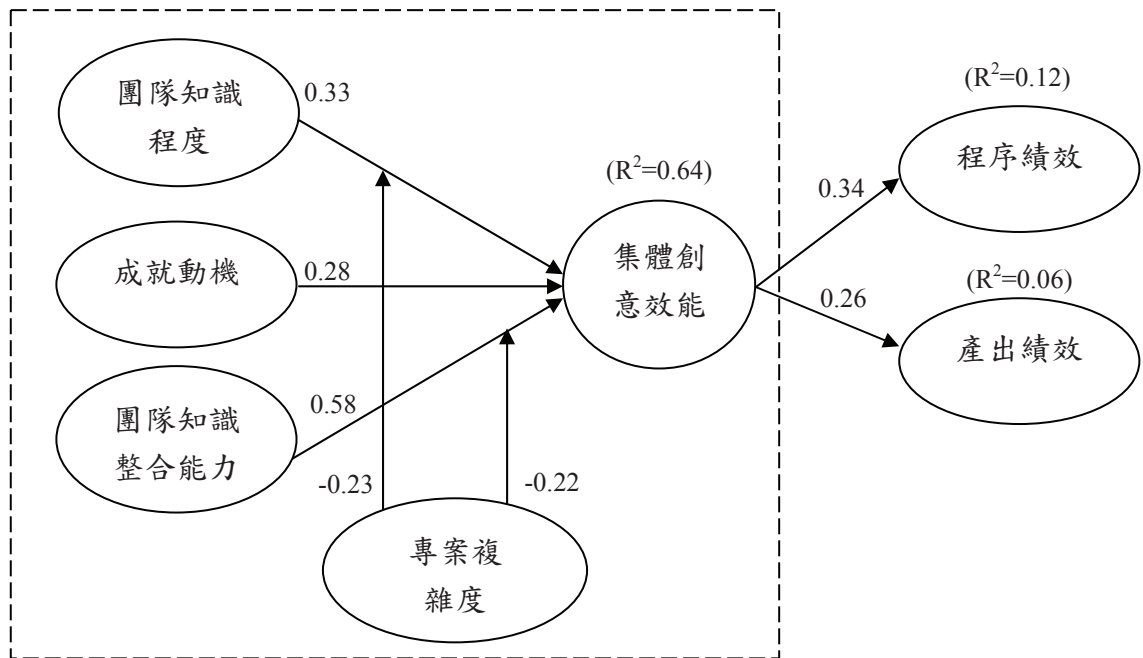 團隊知識
程度
0.33
成就動機
0.28
團隊知識
整合能力
0.58
-0.23
-0.22
專案複
雜度
(R²=0.64)
集體創
意效能
0.34
0.26
(R²=0.12)
程序績效
(R²=0.06)
產出績效